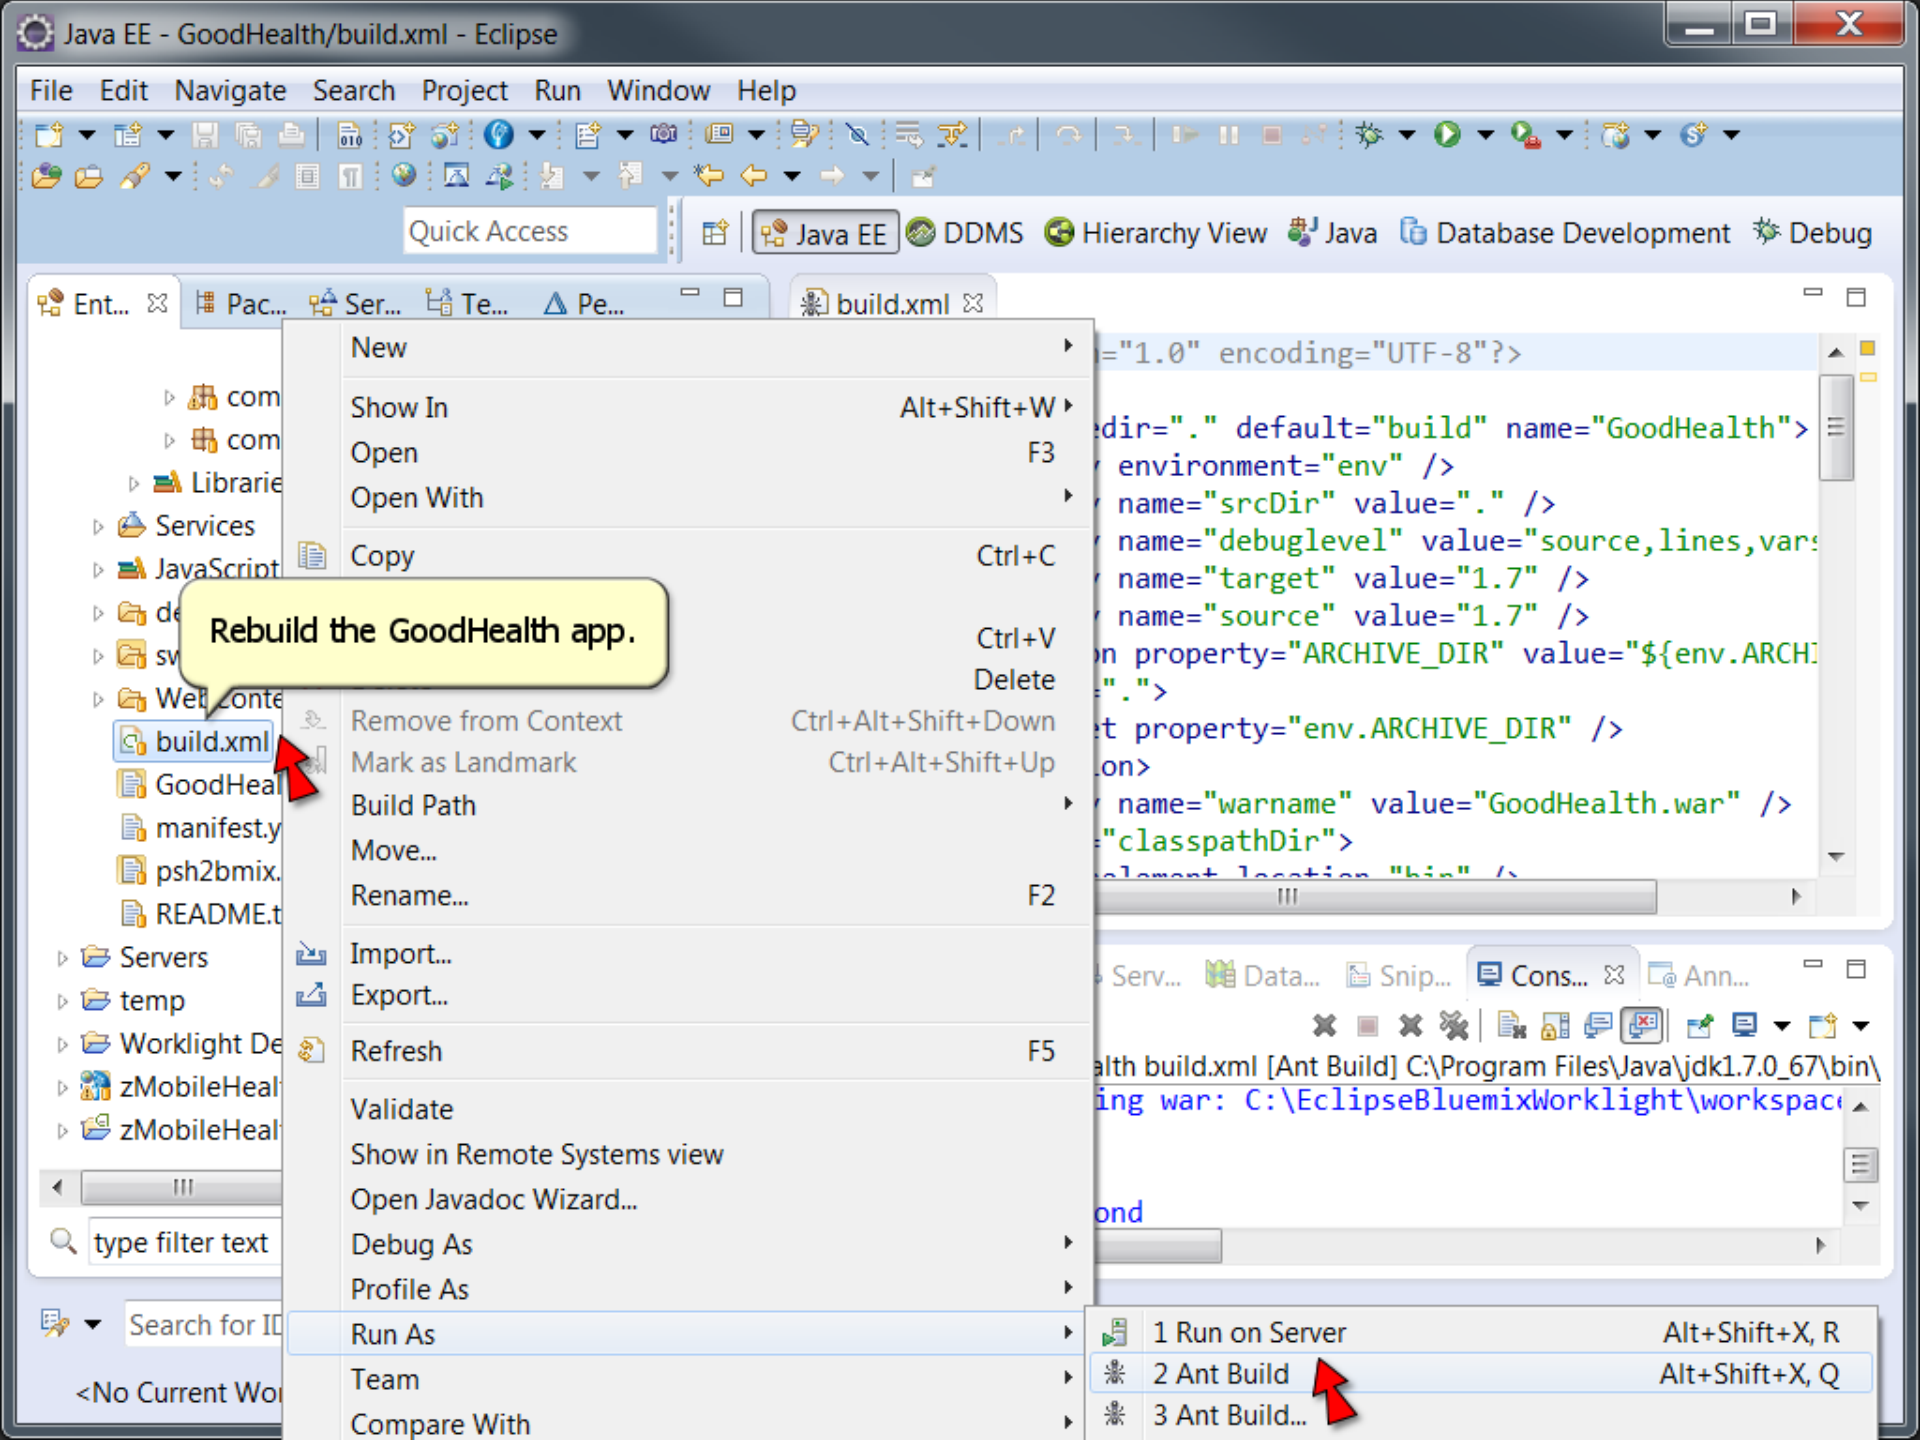 Java EE - GoodHealth/build.xml - Eclipse
File Edit Navigate Search Project Run Window Help
Quick Access
Java EE DDMS Hierarchy View Java Database Development Debug
Ent... Pac... Ser... Te... Pe...
build.xml
New
="1.0" encoding="UTF-8"?>
com
Show In Alt+Shift+W
dir="." default="build" name="GoodHealth">
com
Open F3
environment="env" />
Librarie
Open With
name="srcDir" value="." />
Services
name="debuglevel" value="source,lines,vars
Copy Ctrl+C
JavaScript
name="target" value="1.7" />
de
Rebuild the GoodHealth app.
name="source" value="1.7" />
Ctrl+V
sw
n property="ARCHIVE_DIR" value="${env.ARCHI
Delete
=".">
WebConte
Remove from Context Ctrl+Alt+Shift+Down
et property="env.ARCHIVE_DIR" />
build.xml
Mark as Landmark Ctrl+Alt+Shift+Up
on>
GoodHeal
Build Path
name="warname" value="GoodHealth.war" />
manifest.y
Move...
="classpathDir">
psh2bmix.
element location="bin" />
Rename... F2
README.t
Import...
Servers
Serv... Data... Snip... Cons... Ann...
Export...
temp
Refresh F5
Worklight De
alth build.xml [Ant Build] C:\Program Files\Java\jdk1.7.0_67\bin\
zMobileHeal
ing war: C:\EclipseBluemixWorklight\workspace
Validate
zMobileHeal
Show in Remote Systems view
Open Javadoc Wizard...
ond
type filter text
Debug As
Profile As
Search for ID
Run As
1 Run on Server Alt+Shift+X, R
2 Ant Build Alt+Shift+X, Q
Team
<No Current Wor
3 Ant Build...
Compare With